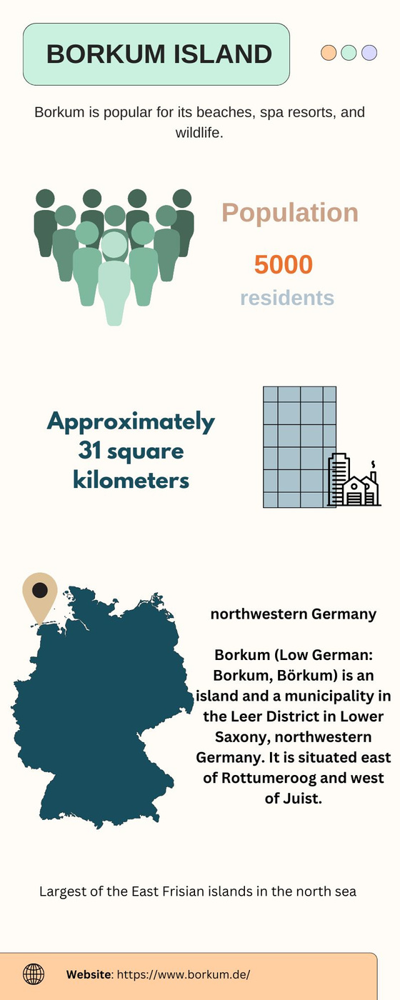 BORKUM ISLAND
Borkum is popular for its beaches, spa resorts, and
wildlife.
Population
5000
residents
Approximately
31 square
kilometers
northwestern Germany
Borkum (Low German:
Borkum, Börkum) is an
island and a municipality in
the Leer District in Lower
Saxony, northwestern
Germany. It is situated east
of Rottumeroog and west
of Juist.
Largest of the East Frisian islands in the north sea
Website: https://www.borkum.de/